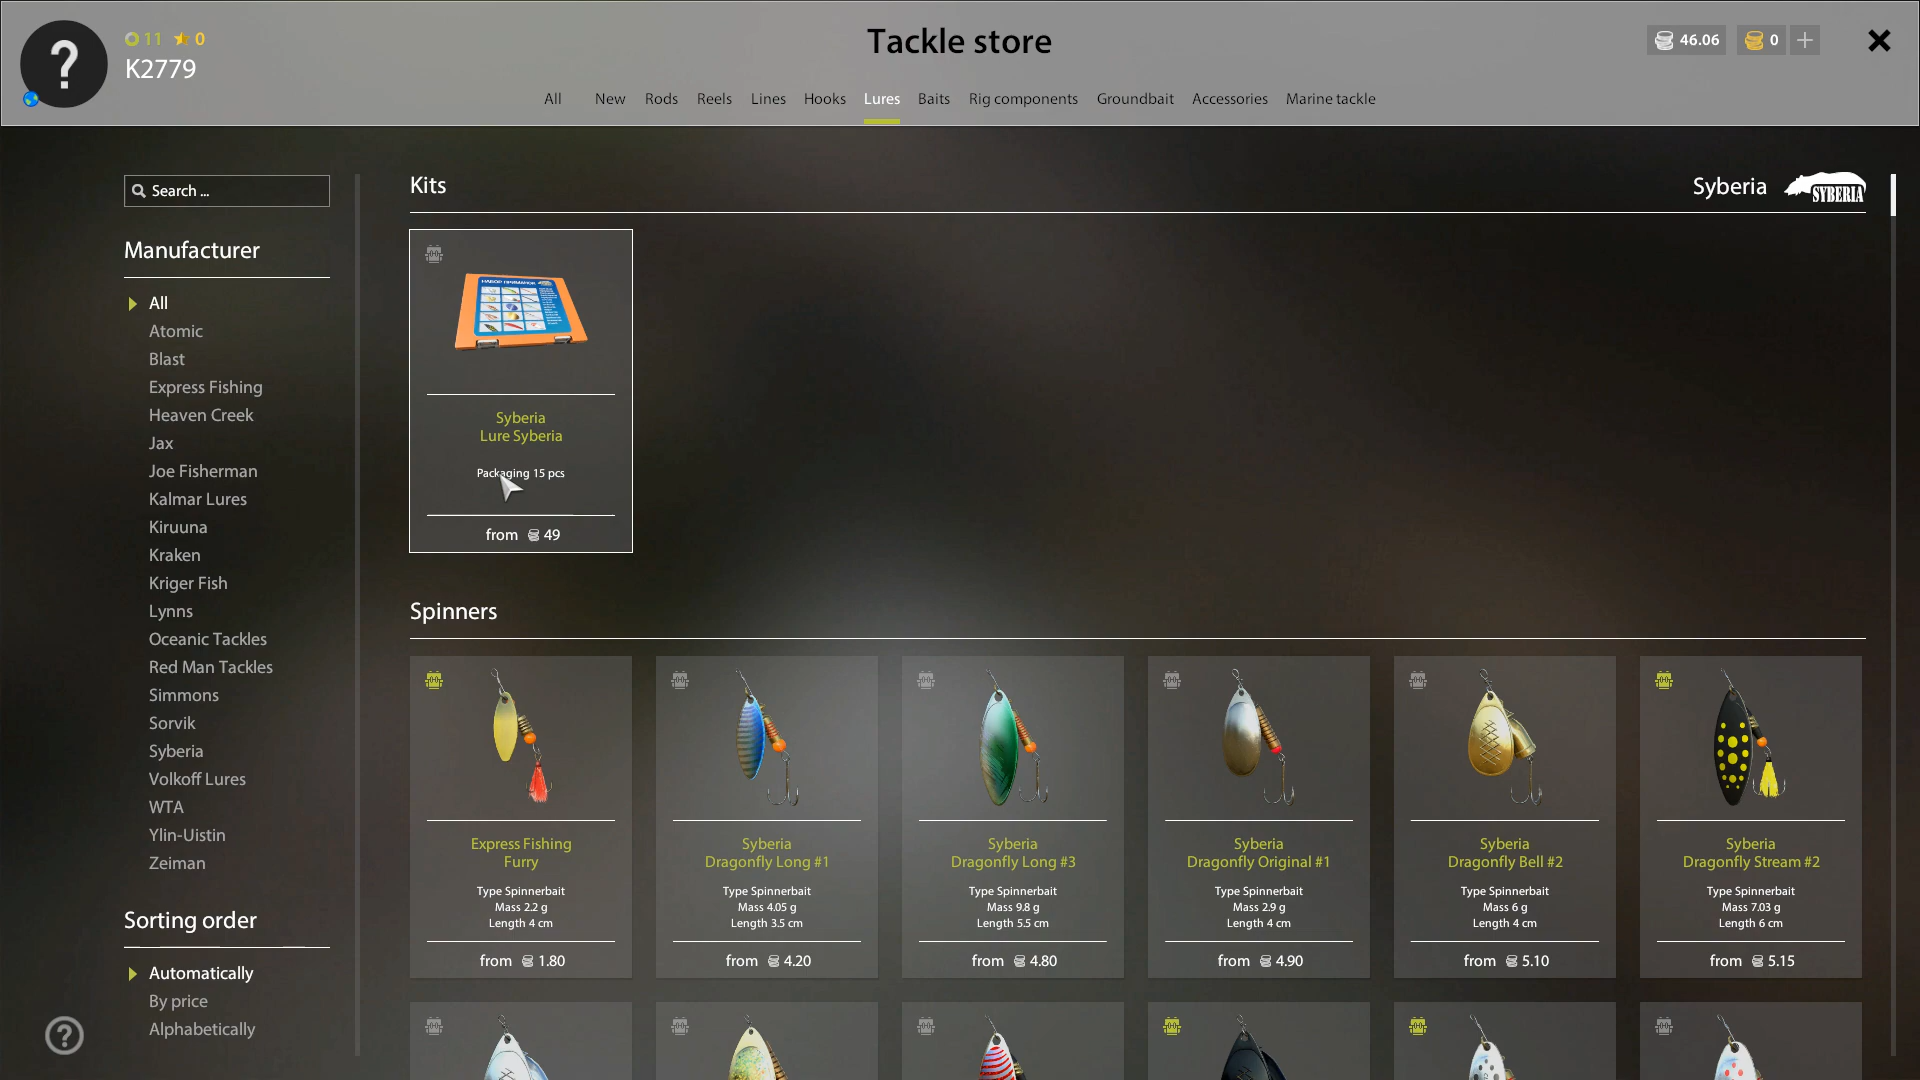 11 0
K2779
Tackle store
46.06 0
All New Rods Reels Lines Hooks Lures Baits Rig components Groundbait Accessories Marine tackle
Search ...
Manufacturer
All
Atomic
Blast
Express Fishing
Heaven Creek
Jax
Joe Fisherman
Kalmar Lures
Kiruuna
Kraken
Kriger Fish
Lynns
Oceanic Tackles
Red Man Tackles
Simmons
Sorvik
Syberia
Volkoff Lures
WTA
Ylin-Uistin
Zeiman
Sorting order
Automatically
By price
Alphabetically
Kits
Syberia SYBERIA
Syberia
Lure Syberia
Packaging 15 pcs
from 49
Spinners
Express Fishing
Furry
Type Spinnerbait
Mass 2.2 g
Length 4 cm
from 1.80
Syberia
Dragonfly Long #1
Type Spinnerbait
Mass 4.05 g
Length 3.5 cm
from 4.20
Syberia
Dragonfly Long #3
Type Spinnerbait
Mass 9.8 g
Length 5.5 cm
from 4.80
Syberia
Dragonfly Original #1
Type Spinnerbait
Mass 2.9 g
Length 4 cm
from 4.90
Syberia
Dragonfly Bell #2
Type Spinnerbait
Mass 6 g
Length 4 cm
from 5.10
Syberia
Dragonfly Stream #2
Type Spinnerbait
Mass 7.03 g
Length 6 cm
from 5.15